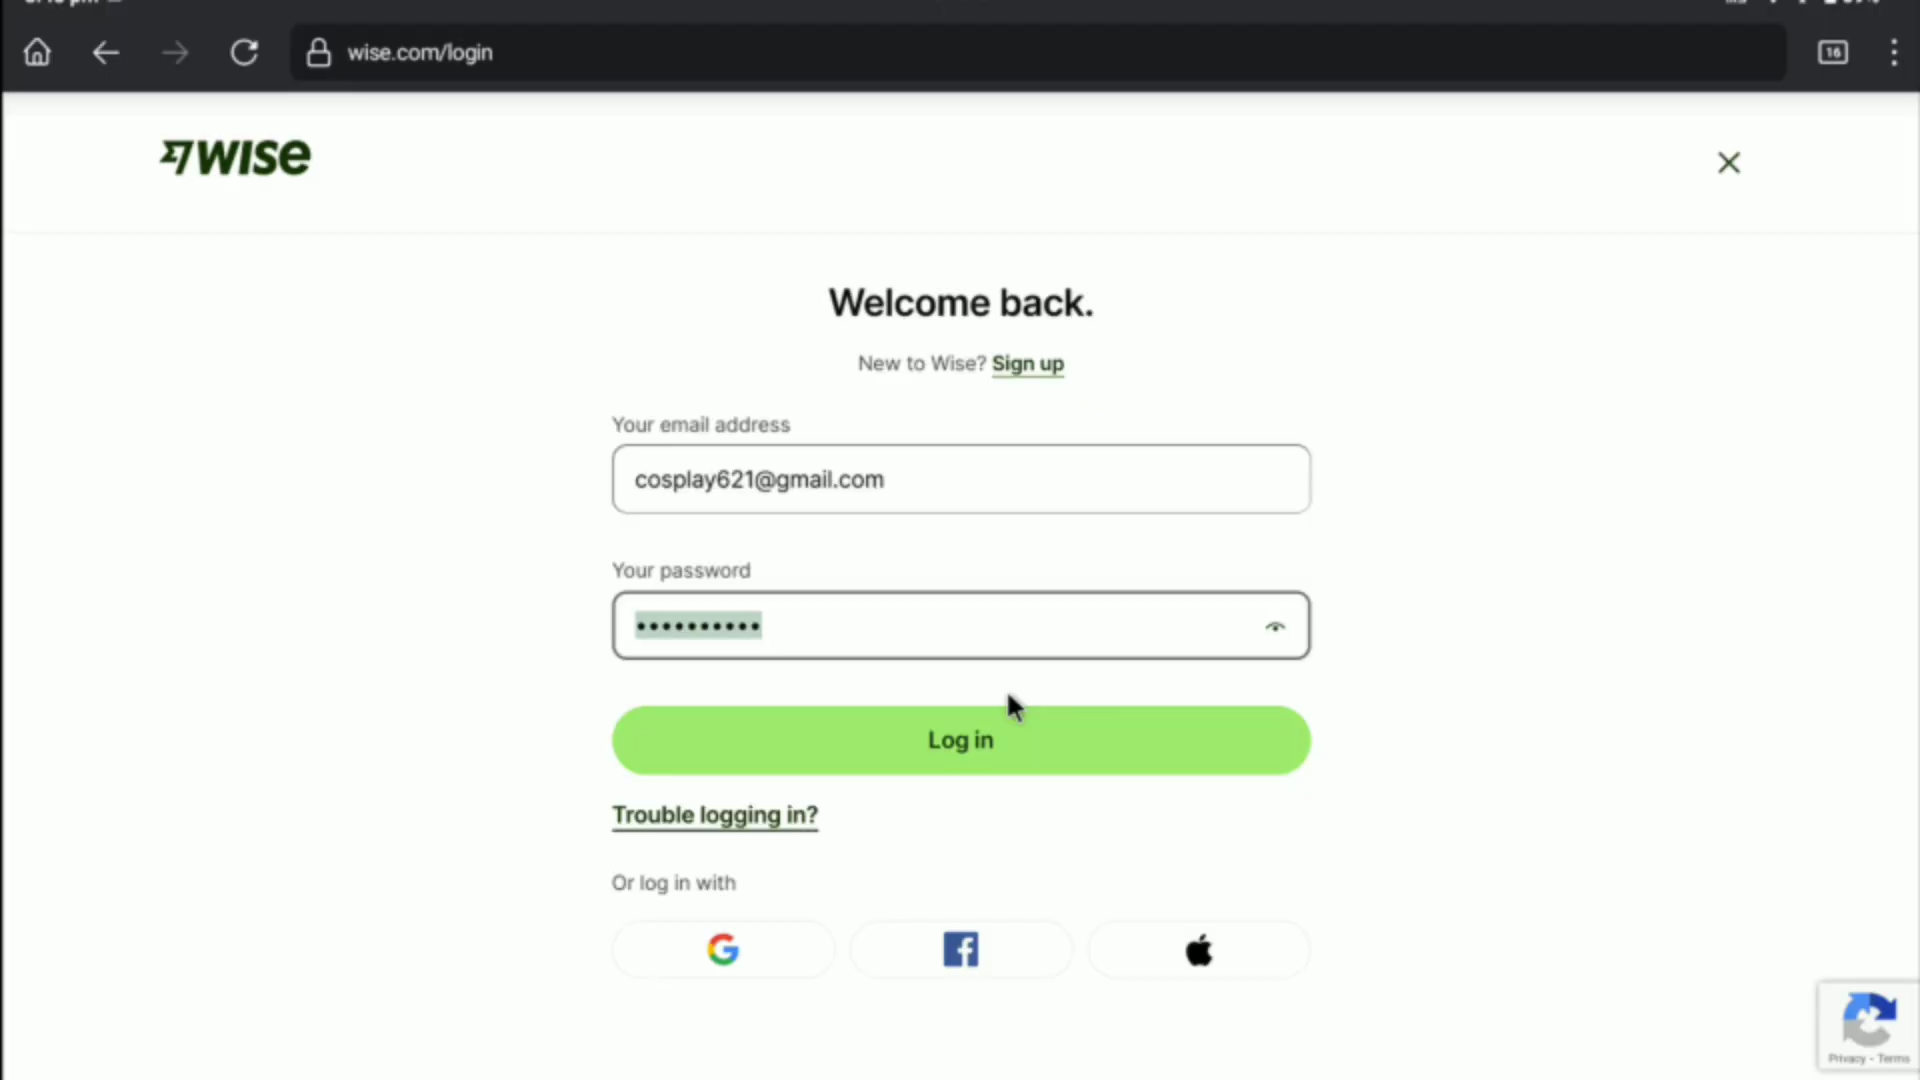 wise.com/login
16
WISE
Welcome back.
New to Wise? Sign up
Your email address
cosplay621@gmail.com
Your password
••••••••••
Log in
Trouble logging in?
Or log in with
Privacy - Terms